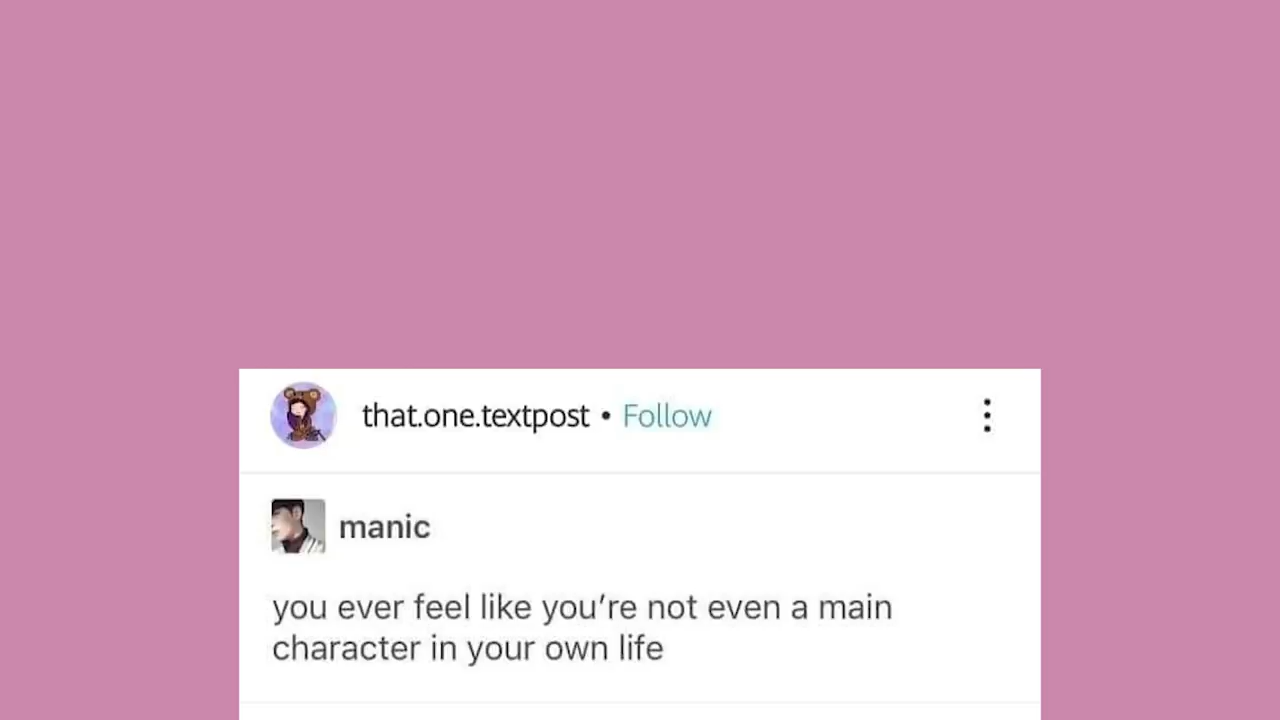 that.one.textpost • Follow
manic
you ever feel like you’re not even a main
character in your own life